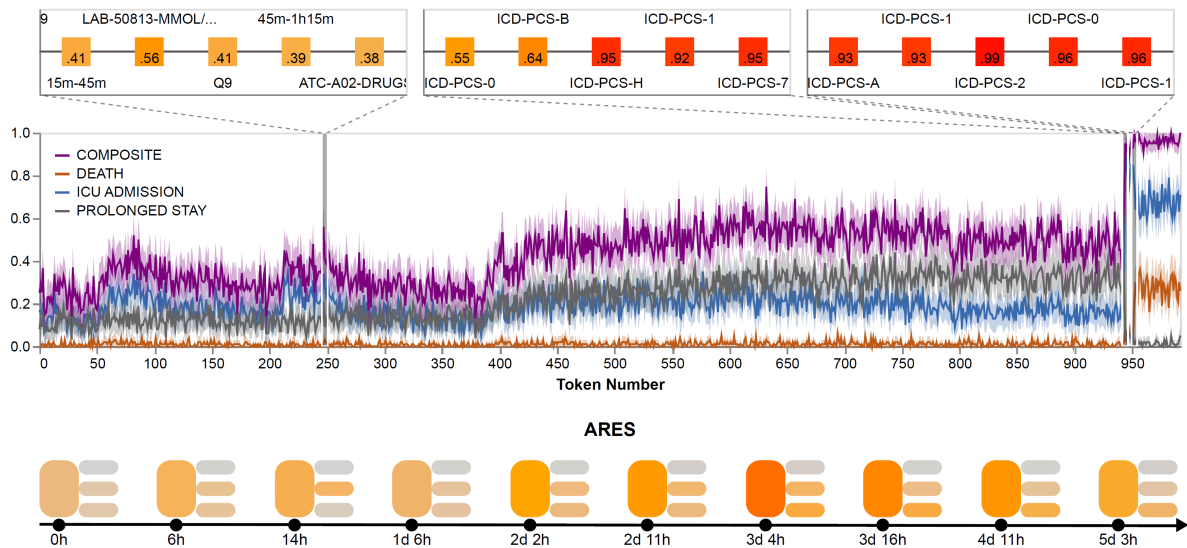 9 LAB-50813-MMOL/... 45m-1h15m
.41 .56 .41 .39 .38
15m-45m Q9 ATC-A02-DRUGS
ICD-PCS-B ICD-PCS-1
.55 .64 .95 .92 .95
ICD-PCS-0 ICD-PCS-H ICD-PCS-7
ICD-PCS-1 ICD-PCS-0
.93 .93 .99 .96 .96
ICD-PCS-A ICD-PCS-2 ICD-PCS-1
1.0
0.8
0.6
0.4
0.2
0.0
COMPOSITE
DEATH
ICU ADMISSION
PROLONGED STAY
0 50 100 150 200 250 300 350 400 450 500 550 600 650 700 750 800 850 900 950
Token Number
ARES
0h 6h 14h 1d 6h 2d 2h 2d 11h 3d 4h 3d 16h 4d 11h 5d 3h